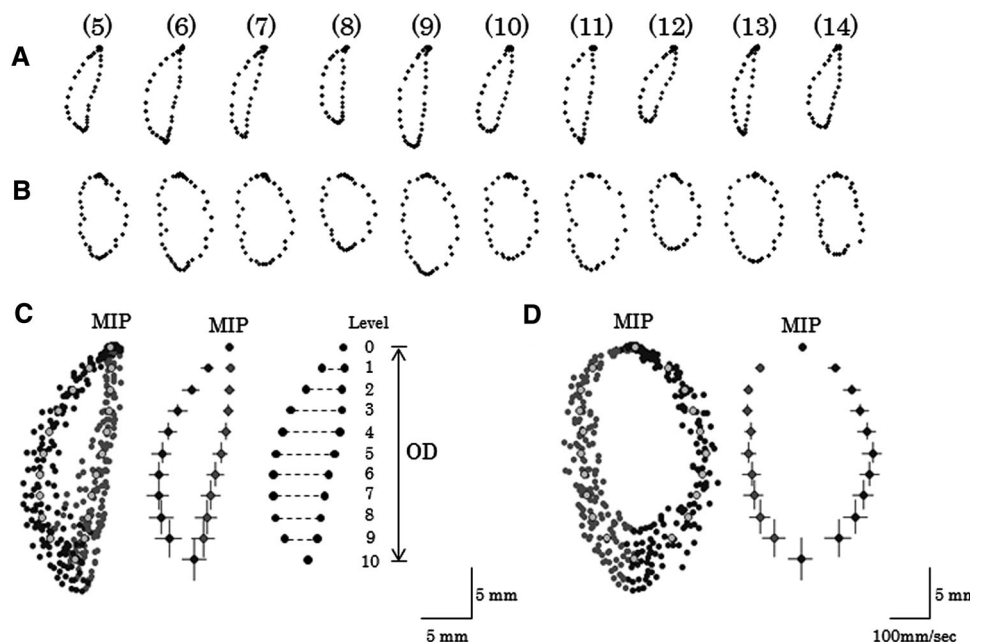 (5) (6) (7) (8) (9) (10) (11) (12) (13) (14)
A
B
C
MIP MIP Level
0
1
2
3
4
5 OD
6
7
8
9
10
5 mm
5 mm
D
MIP MIP
5 mm
100mm/sec